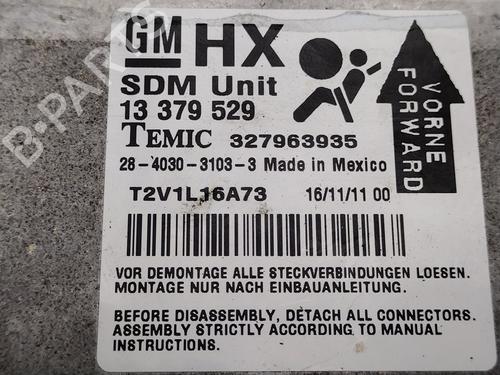 GM HX
SDM Unit
13 379 529
TEMIC 327963935
28-4030-3103-3 Made in Mexico
T2V1L16A73 16/11/11 00
VORNE
FORWARD
VOR DEMONTAGE ALLE STECKVERBINDUNGEN LOESEN.
MONTAGE NUR NACH EINBAUANLEITUNG.
BEFORE DISASSEMBLY, DETACH ALL CONNECTORS.
ASSEMBLY STRICTLY ACCORDING TO MANUAL
INSTRUCTIONS.
B-PARTS